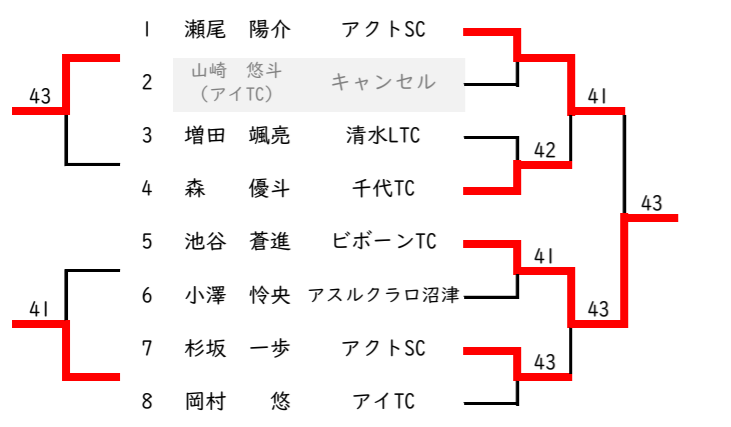 1 瀬尾 陽介 アクトSC
43 2 山崎 悠斗 キャンセル 41
(アイTC)
3 増田 颯亮 清水LTC 42
4 森 優斗 千代TC 43
5 池谷 蒼進 ビボーンTC 41
41 6 小澤 怜央 アスルクラロ沼津 43
7 杉坂 一歩 アクトSC 43
8 岡村 悠 アイTC